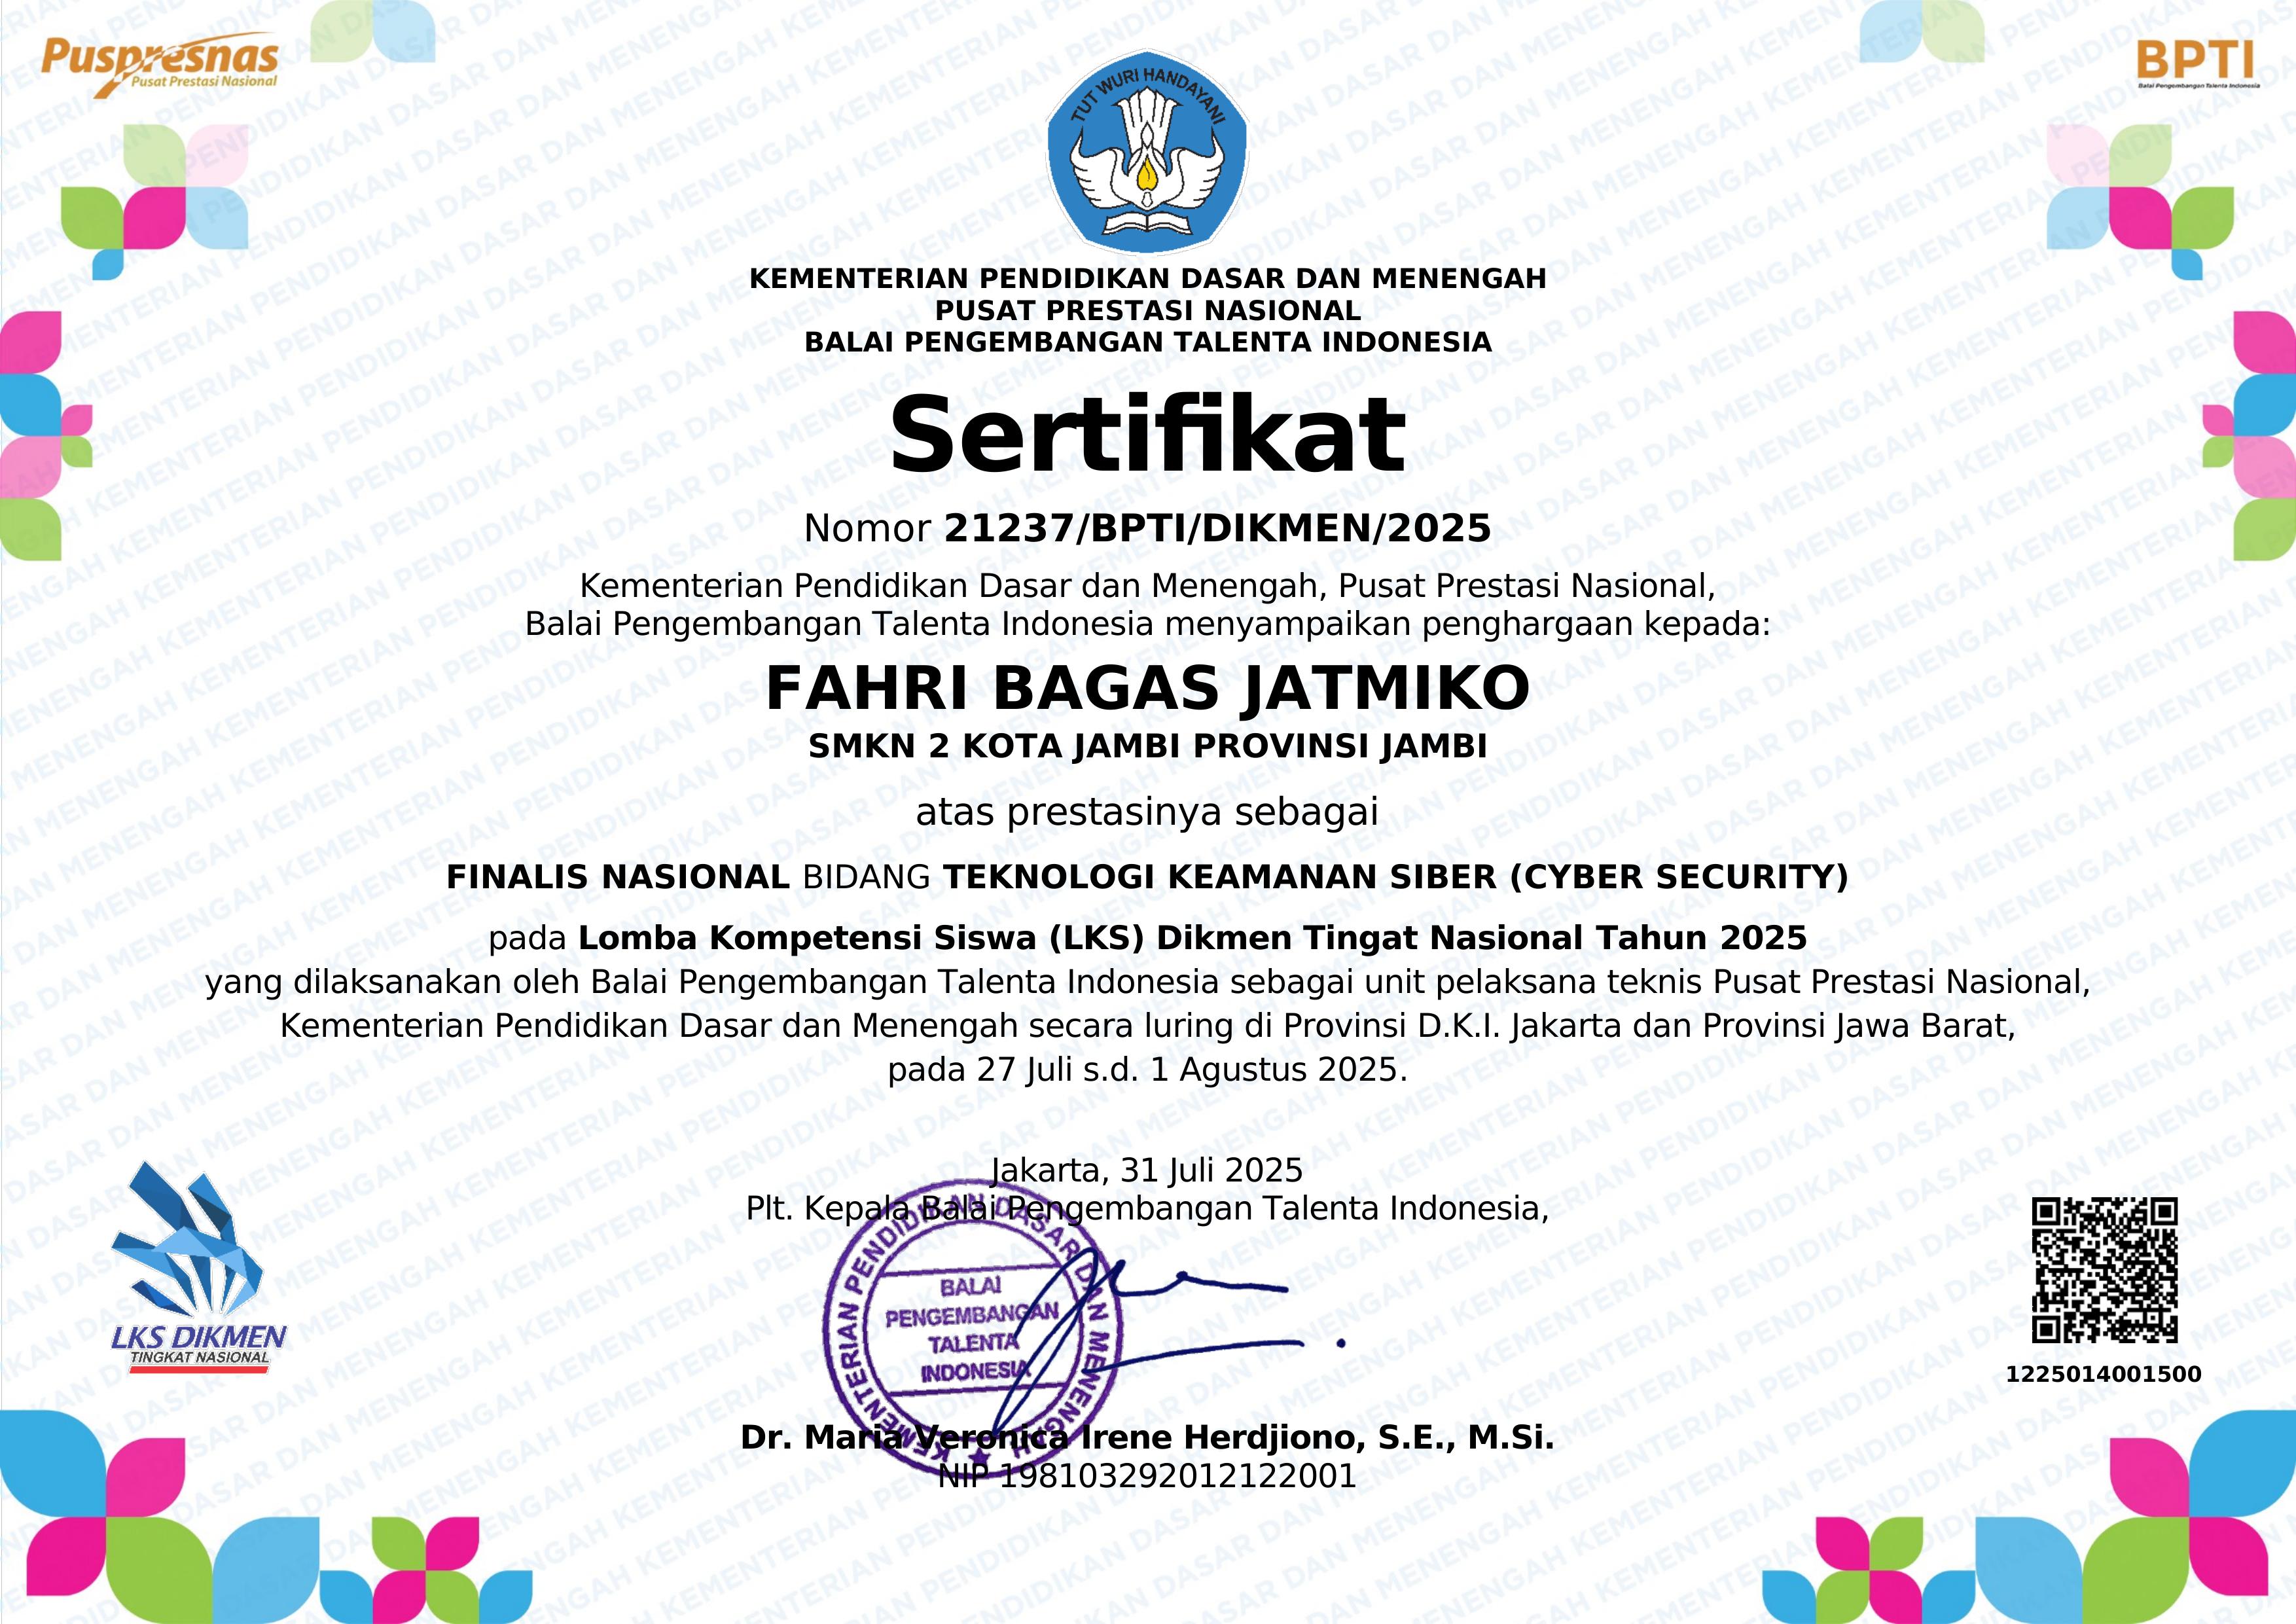 Puspresnas
Pusat Prestasi Nasional
BPTI
Balai Pengembangan Talenta Indonesia
TUT WURI HANDAYANI
KEMENTERIAN PENDIDIKAN DASAR DAN MENENGAH
PUSAT PRESTASI NASIONAL
BALAI PENGEMBANGAN TALENTA INDONESIA
Sertifikat
Nomor 21237/BPTI/DIKMEN/2025
Kementerian Pendidikan Dasar dan Menengah, Pusat Prestasi Nasional,
Balai Pengembangan Talenta Indonesia menyampaikan penghargaan kepada:
FAHRI BAGAS JATMIKO
SMKN 2 KOTA JAMBI PROVINSI JAMBI
atas prestasinya sebagai
FINALIS NASIONAL BIDANG TEKNOLOGI KEAMANAN SIBER (CYBER SECURITY)
pada Lomba Kompetensi Siswa (LKS) Dikmen Tingat Nasional Tahun 2025
yang dilaksanakan oleh Balai Pengembangan Talenta Indonesia sebagai unit pelaksana teknis Pusat Prestasi Nasional,
Kementerian Pendidikan Dasar dan Menengah secara luring di Provinsi D.K.I. Jakarta dan Provinsi Jawa Barat,
pada 27 Juli s.d. 1 Agustus 2025.
Jakarta, 31 Juli 2025
Plt. Kepala Balai Pengembangan Talenta Indonesia,
KEMENTERIAN PENDIDIKAN DASAR DAN MENENGAH
BALAI
PENGEMBANGAN
TALENTA
INDONESIA
Dr. Maria Veronica Irene Herdjiono, S.E., M.Si.
NIP 198103292012122001
LKS DIKMEN
TINGKAT NASIONAL
1225014001500